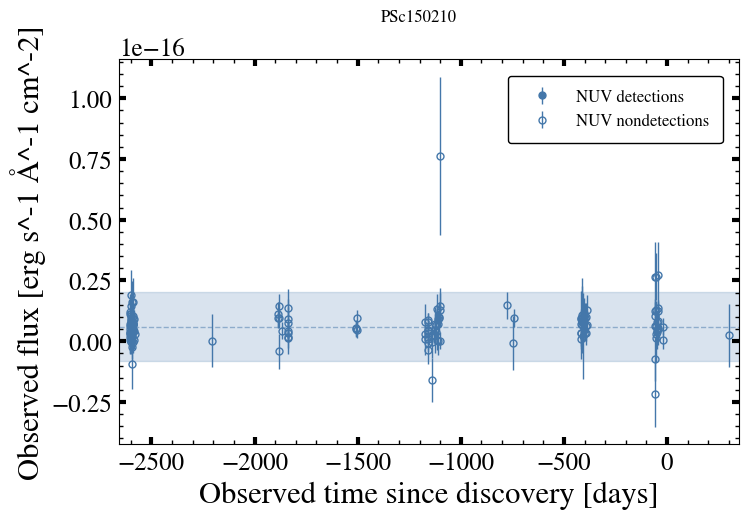 PSc150210
1e−16
1.00
0.75
0.50
0.25
0.00
−0.25
Observed flux [erg s^-1 Å^-1 cm^-2]
NUV detections
NUV nondetections
−2500 −2000 −1500 −1000 −500 0
Observed time since discovery [days]